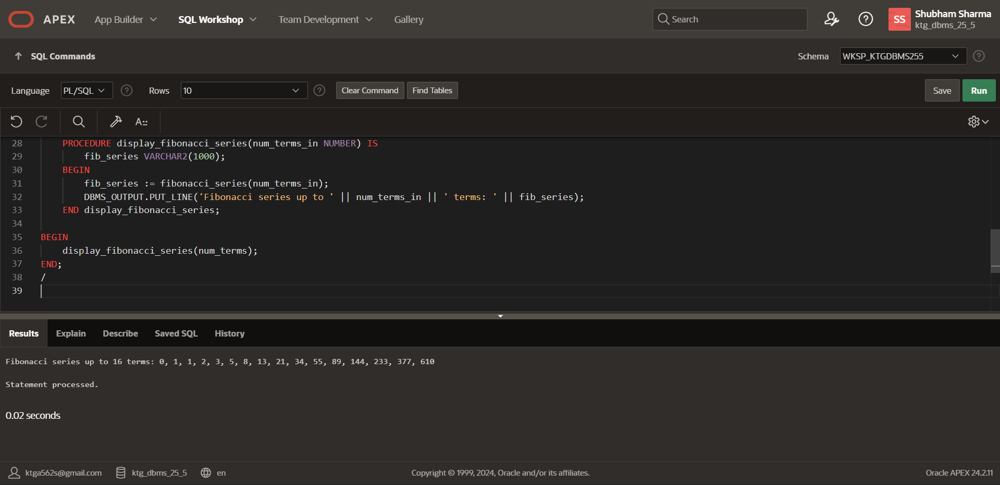 APEX App Builder SQL Workshop Team Development Gallery Search SS Shubham Sharma
ktg_dbms_25_5
SQL Commands Schema WKSP_KTGDBMS255 ?
Language PL/SQL ? Rows 10 ? Clear Command Find Tables Save Run
A::
28 PROCEDURE display_fibonacci_series(num_terms_in NUMBER) IS
29 fib_series VARCHAR2(1000);
30 BEGIN
31 fib_series := fibonacci_series(num_terms_in);
32 DBMS_OUTPUT.PUT_LINE('Fibonacci series up to ' || num_terms_in || ' terms: ' || fib_series);
33 END display_fibonacci_series;
34
35 BEGIN
36 display_fibonacci_series(num_terms);
37 END;
38 /
39
Results Explain Describe Saved SQL History
Fibonacci series up to 16 terms: 0, 1, 1, 2, 3, 5, 8, 13, 21, 34, 55, 89, 144, 233, 377, 610
Statement processed.
0.02 seconds
ktga562s@gmail.com ktg_dbms_25_5 en Copyright © 1999, 2024, Oracle and/or its affiliates. Oracle APEX 24.2.11